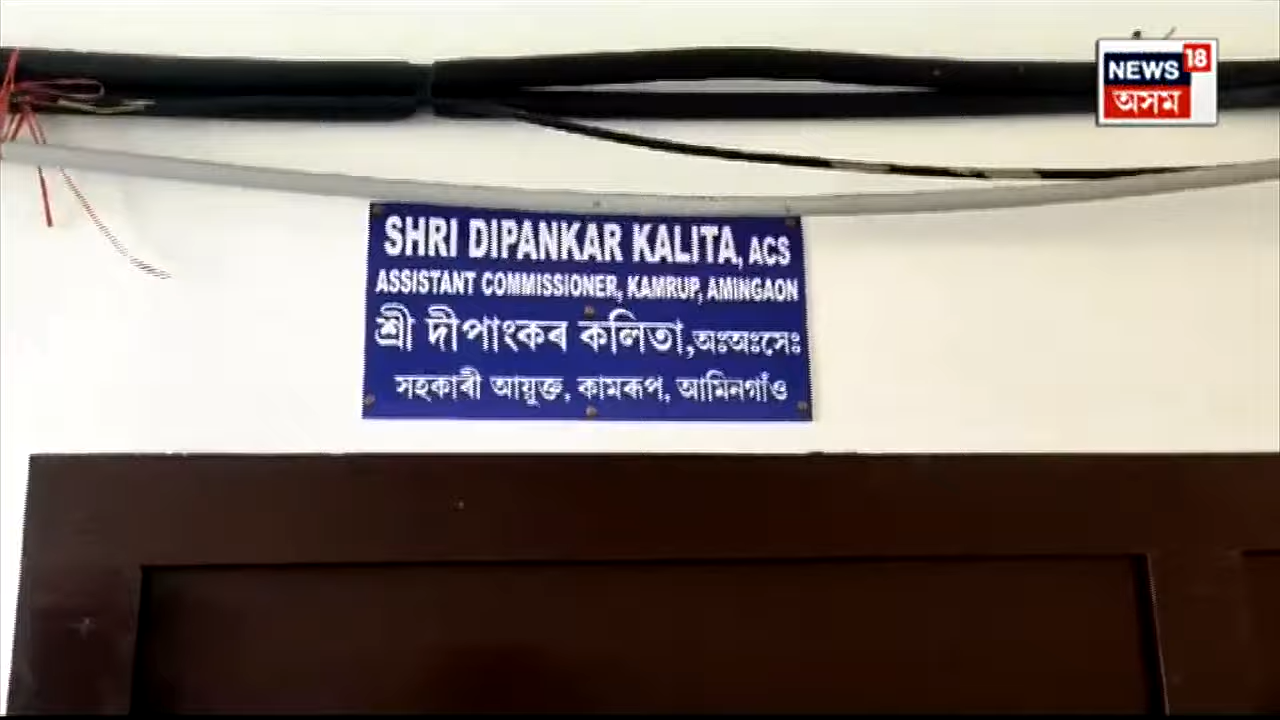 NEWS 18
অসম
SHRI DIPANKAR KALITA, ACS
ASSISTANT COMMISSIONER, KAMRUP, AMINGAON
শ্ৰী দীপাংকৰ কলিতা,অঃঅঃসেঃ
সহকাৰী আয়ুক্ত, কামৰূপ, আমিনগাঁও